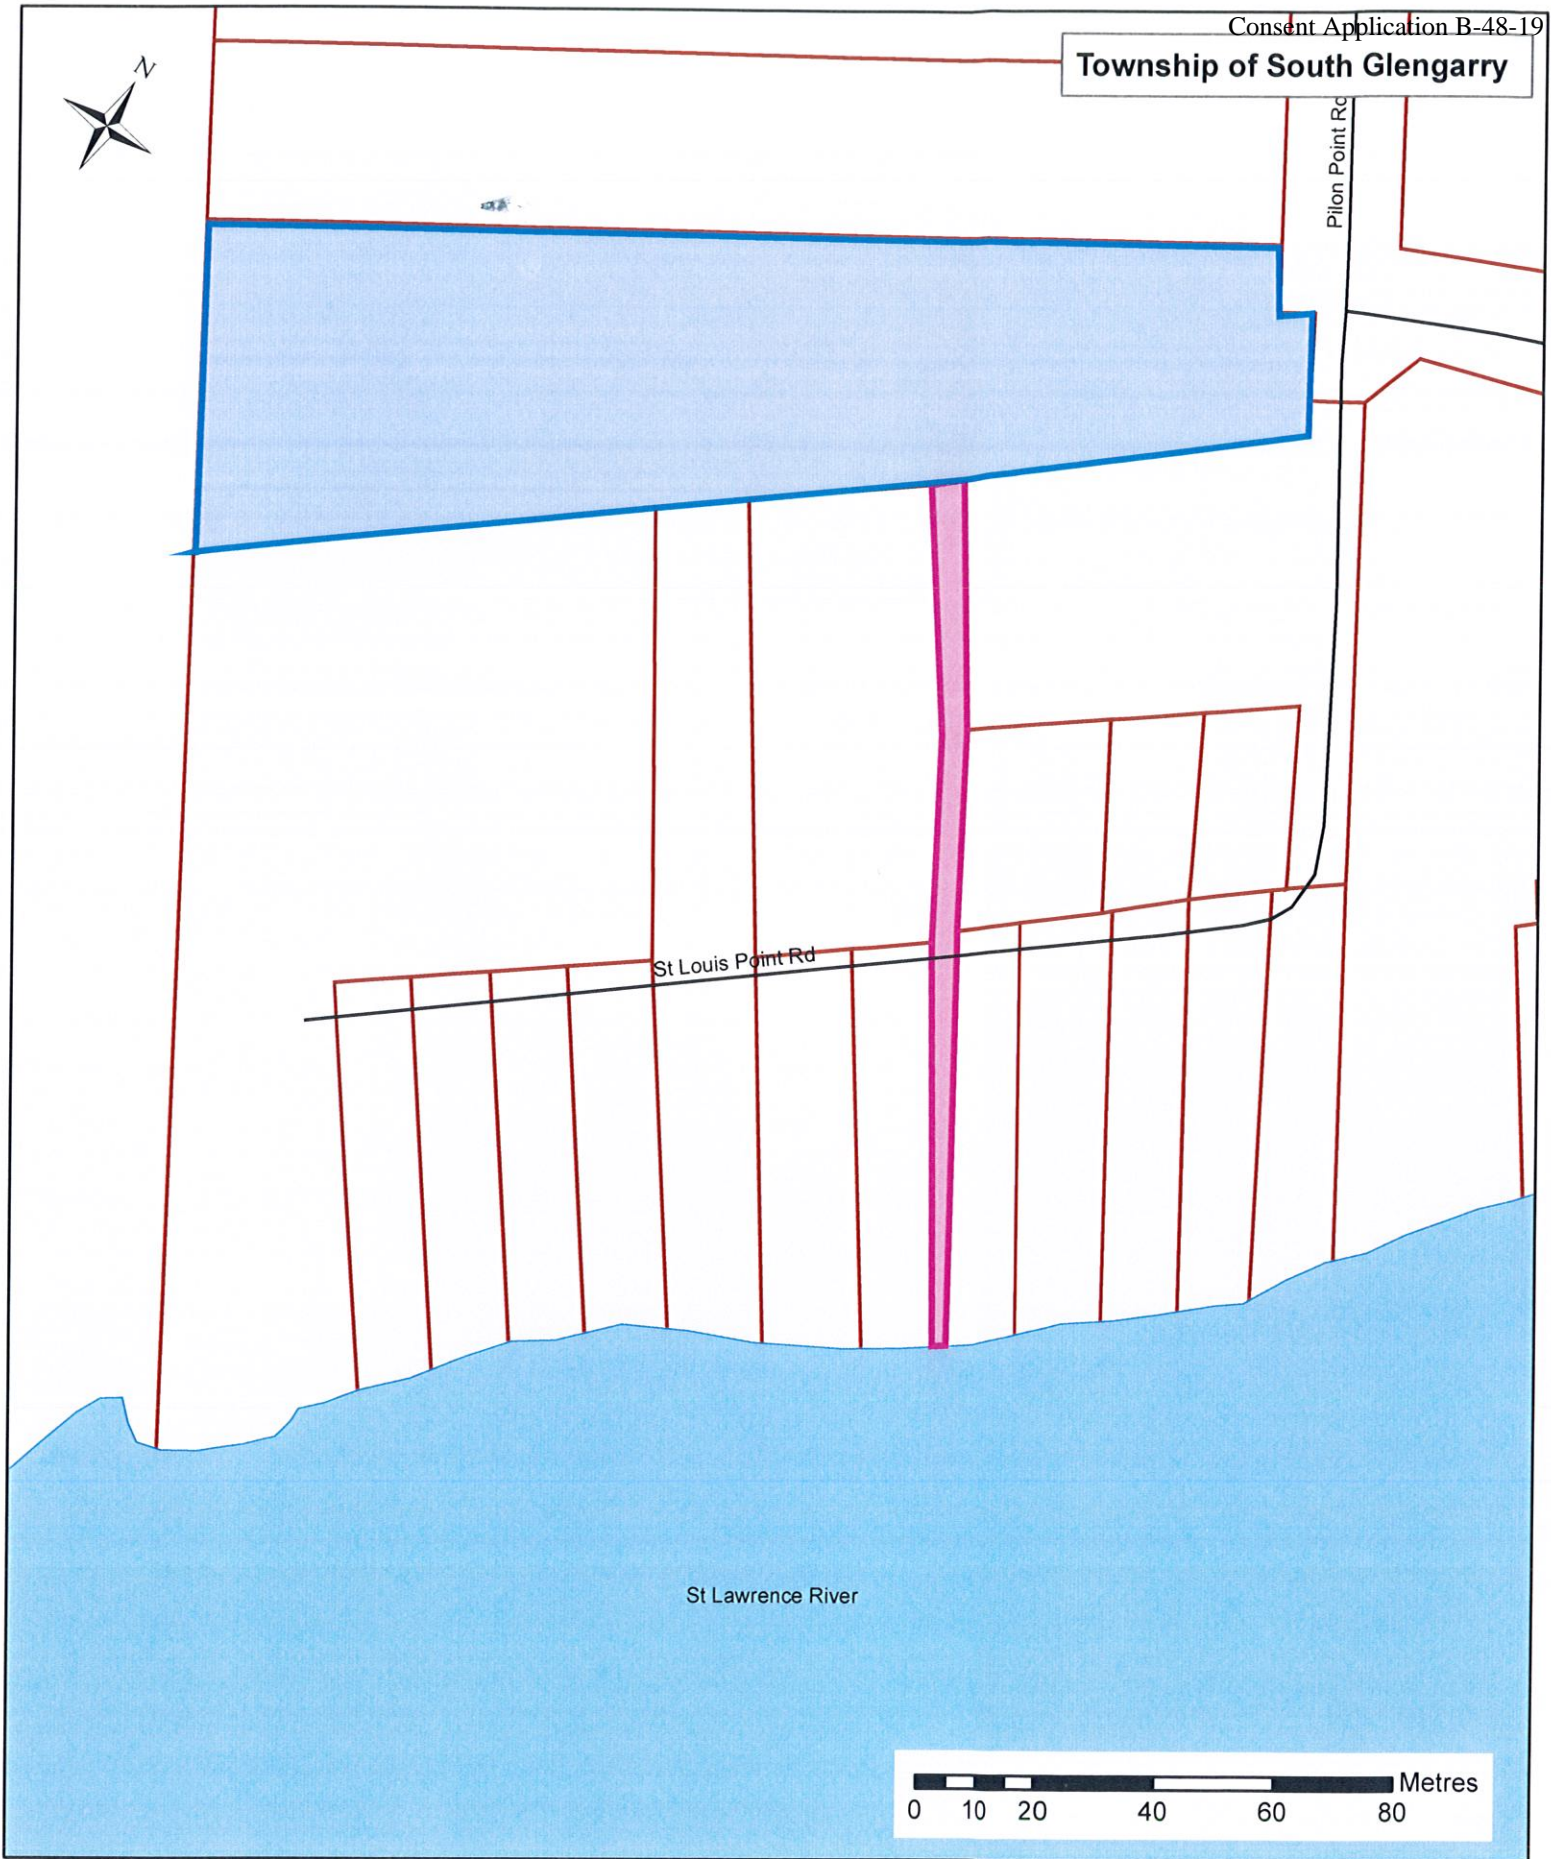 Consent Application B-48-19
Township of South Glengarry
N
Pilon Point Rd
St Louis Point Rd
St Lawrence River
Metres
0 10 20 40 60 80